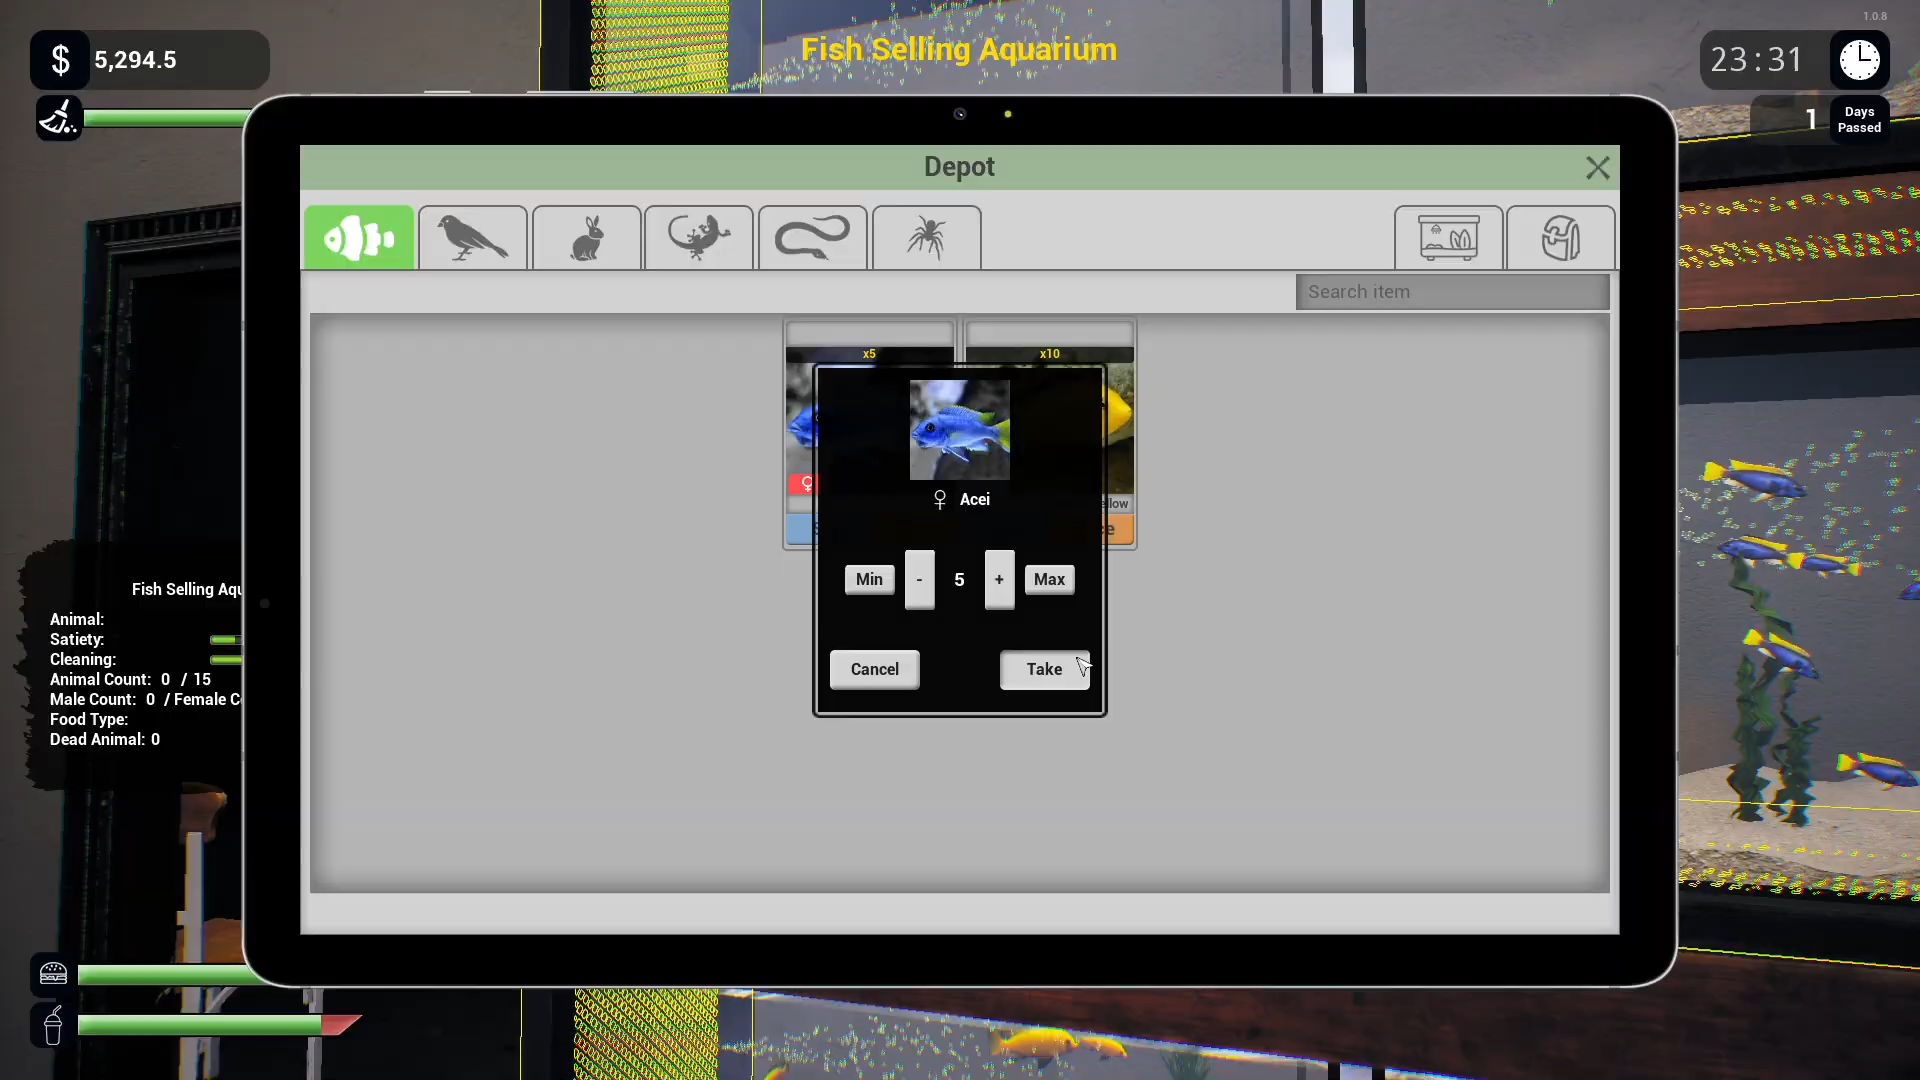 1.0.8
$ 5,294.5
Fish Selling Aquarium
23:31
1 Days Passed
Depot
Search item
x5
x10
Acei
Min - 5 + Max
Cancel
Take
Fish Selling Aqu
Animal:
Satiety:
Cleaning:
Animal Count: 0 / 15
Male Count: 0 / Female C
Food Type:
Dead Animal: 0